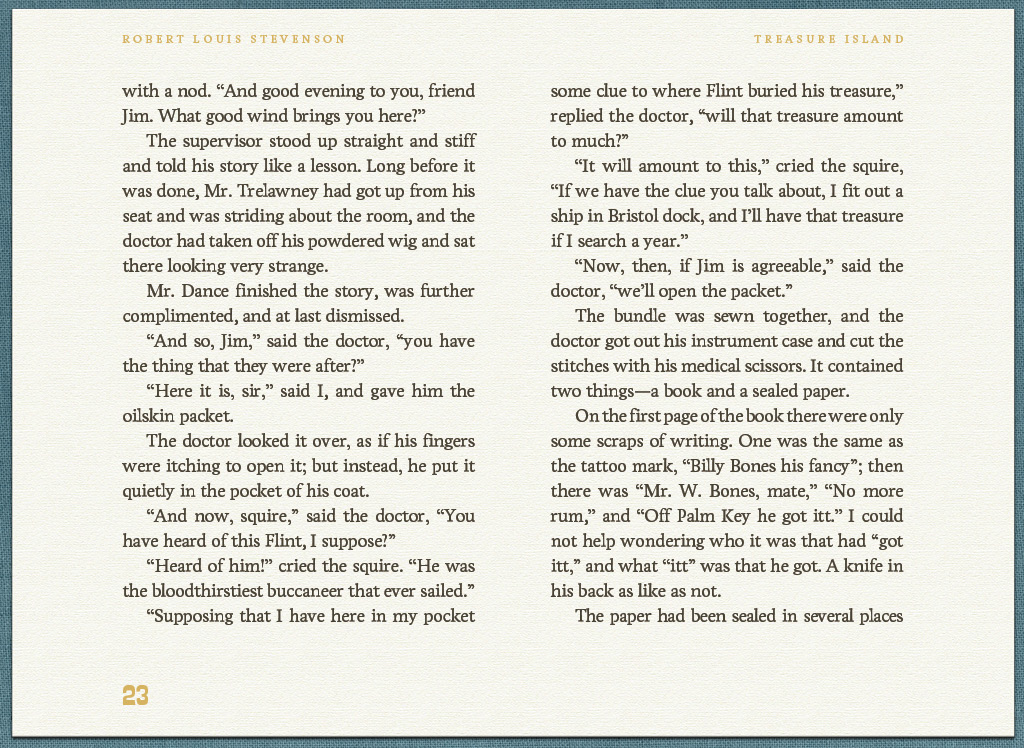 ROBERT LOUIS STEVENSON
TREASURE ISLAND
with a nod. “And good evening to you, friend
Jim. What good wind brings you here?”
The supervisor stood up straight and stiff
and told his story like a lesson. Long before it
was done, Mr. Trelawney had got up from his
seat and was striding about the room, and the
doctor had taken off his powdered wig and sat
there looking very strange.
Mr. Dance finished the story, was further
complimented, and at last dismissed.
“And so, Jim,” said the doctor, “you have
the thing that they were after?”
“Here it is, sir,” said I, and gave him the
oilskin packet.
The doctor looked it over, as if his fingers
were itching to open it; but instead, he put it
quietly in the pocket of his coat.
“And now, squire,” said the doctor, “You
have heard of this Flint, I suppose?”
“Heard of him!” cried the squire. “He was
the bloodthirstiest buccaneer that ever sailed.”
“Supposing that I have here in my pocket
some clue to where Flint buried his treasure,”
replied the doctor, “will that treasure amount
to much?”
“It will amount to this,” cried the squire,
“If we have the clue you talk about, I fit out a
ship in Bristol dock, and I’ll have that treasure
if I search a year.”
“Now, then, if Jim is agreeable,” said the
doctor, “we’ll open the packet.”
The bundle was sewn together, and the
doctor got out his instrument case and cut the
stitches with his medical scissors. It contained
two things—a book and a sealed paper.
On the first page of the book there were only
some scraps of writing. One was the same as
the tattoo mark, “Billy Bones his fancy”; then
there was “Mr. W. Bones, mate,” “No more
rum,” and “Off Palm Key he got itt.” I could
not help wondering who it was that had “got
itt,” and what “itt” was that he got. A knife in
his back as like as not.
The paper had been sealed in several places
23